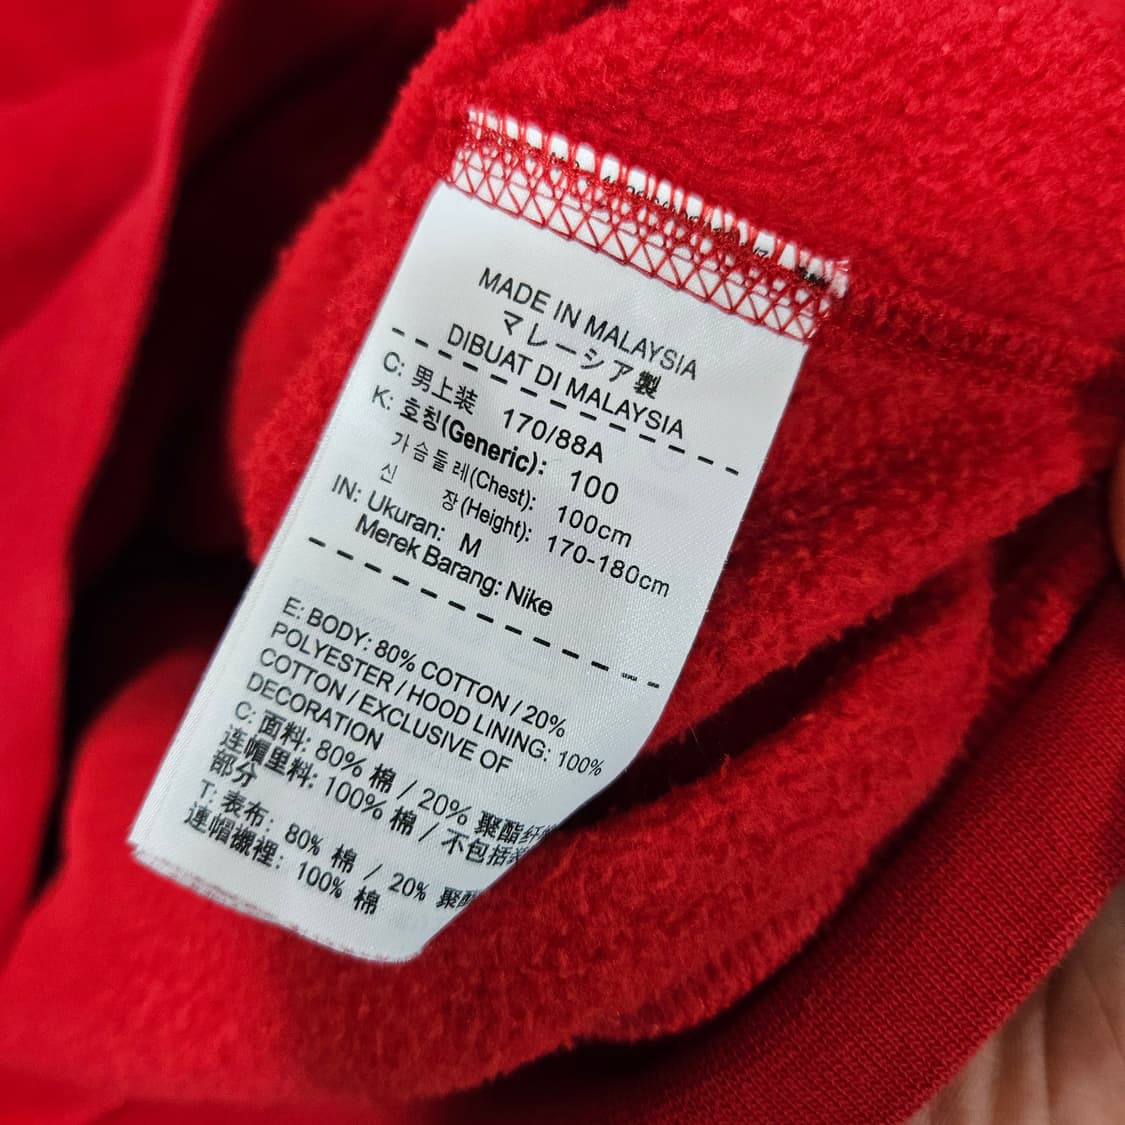 MADE IN MALAYSIA
マレーシア製
DIBUAT DI MALAYSIA
C: 男上装 170/88A
K: 호칭(Generic): 100
가슴둘레(Chest): 100cm
신 장(Height): 170-180cm
IN: Ukuran: M
Merek Barang: Nike
E: BODY: 80% COTTON / 20%
POLYESTER / HOOD LINING: 100%
COTTON / EXCLUSIVE OF
DECORATION
C: 面料: 80% 棉 / 20% 聚酯纤维
连帽里料: 100% 棉 / 不包括装
部分
T: 表布: 80% 棉 / 20% 聚酯
連帽襯裡: 100% 棉